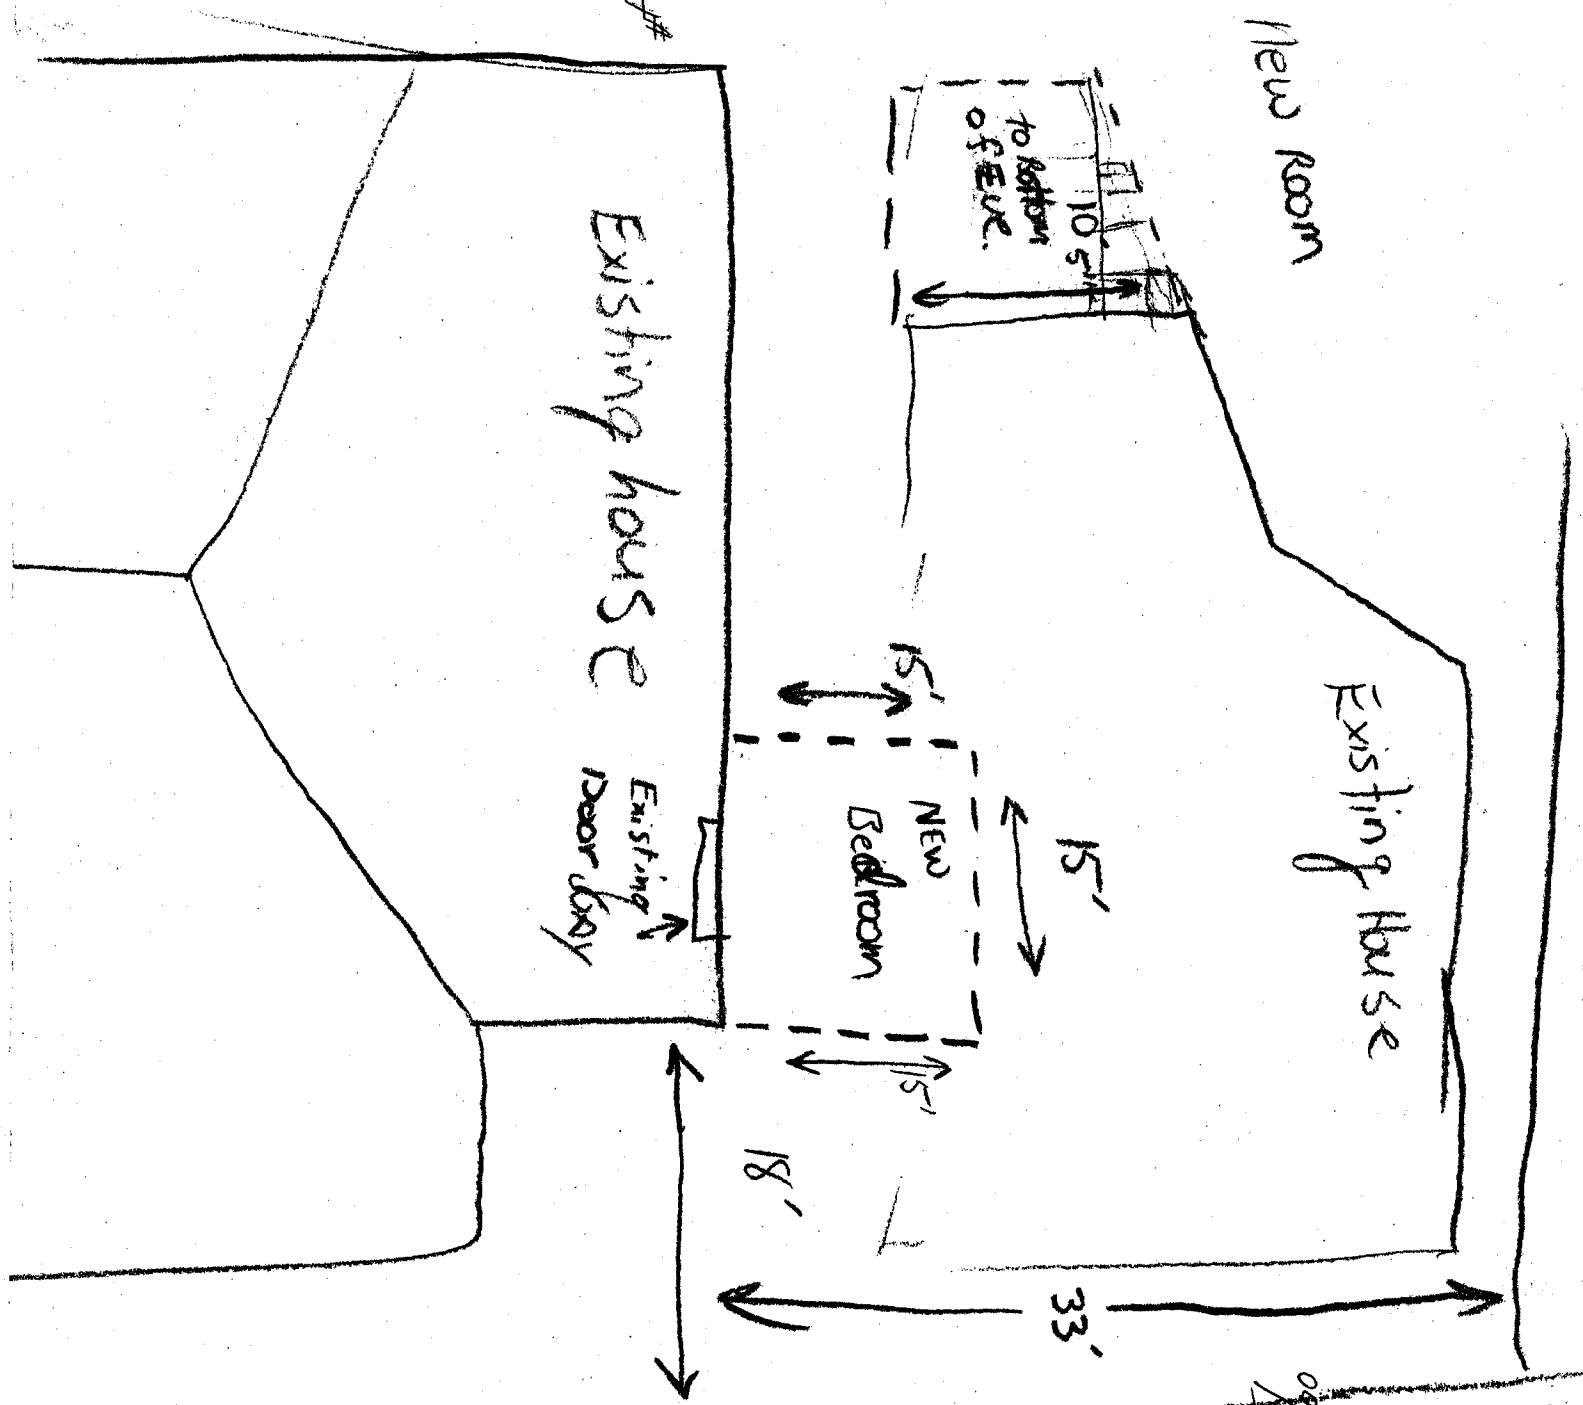 New Room
Existing House
33'
10' 5"
to Bottom
of Eve.
15'
15'
NEW
Bedroom
15'
18'
Existing house
Existing
Door way